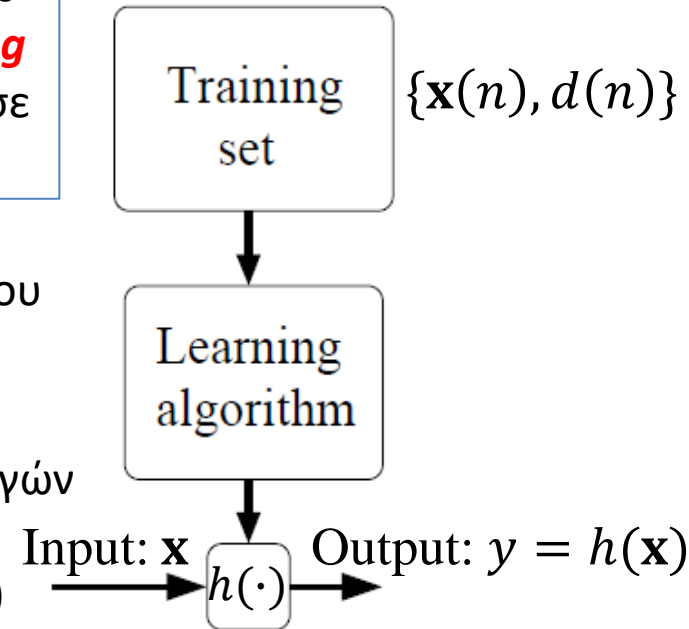 g
σε
ου
γών
)
Training
set
{𝐱(𝑛), 𝑑(𝑛)}
Learning
algorithm
Input: 𝐱
ℎ(·)
Output: 𝑦 = ℎ(𝐱)